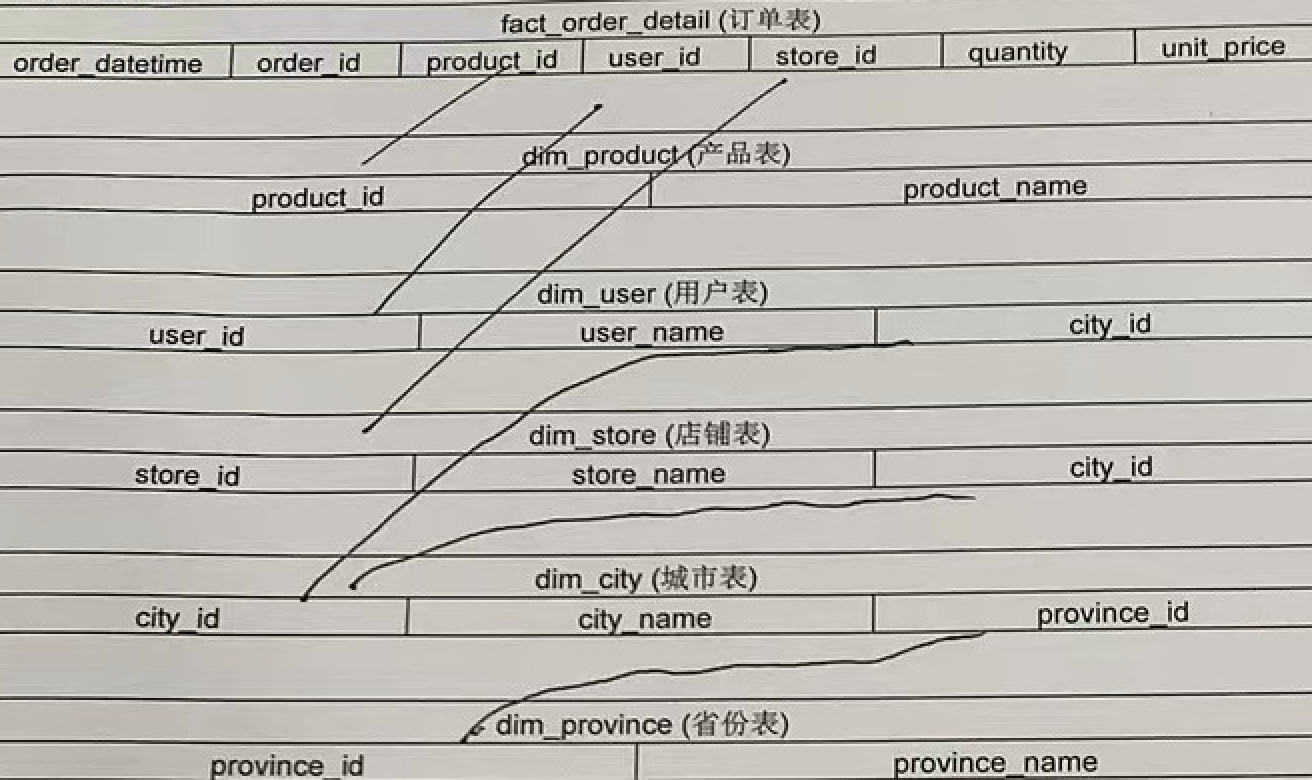 fact_order_detail (订单表)
order_datetime order_id product_id user_id store_id quantity unit_price
dim_product (产品表)
product_id product_name
dim_user (用户表)
user_id user_name city_id
dim_store (店铺表)
store_id store_name city_id
dim_city (城市表)
city_id city_name province_id
dim_province (省份表)
province_id province_name